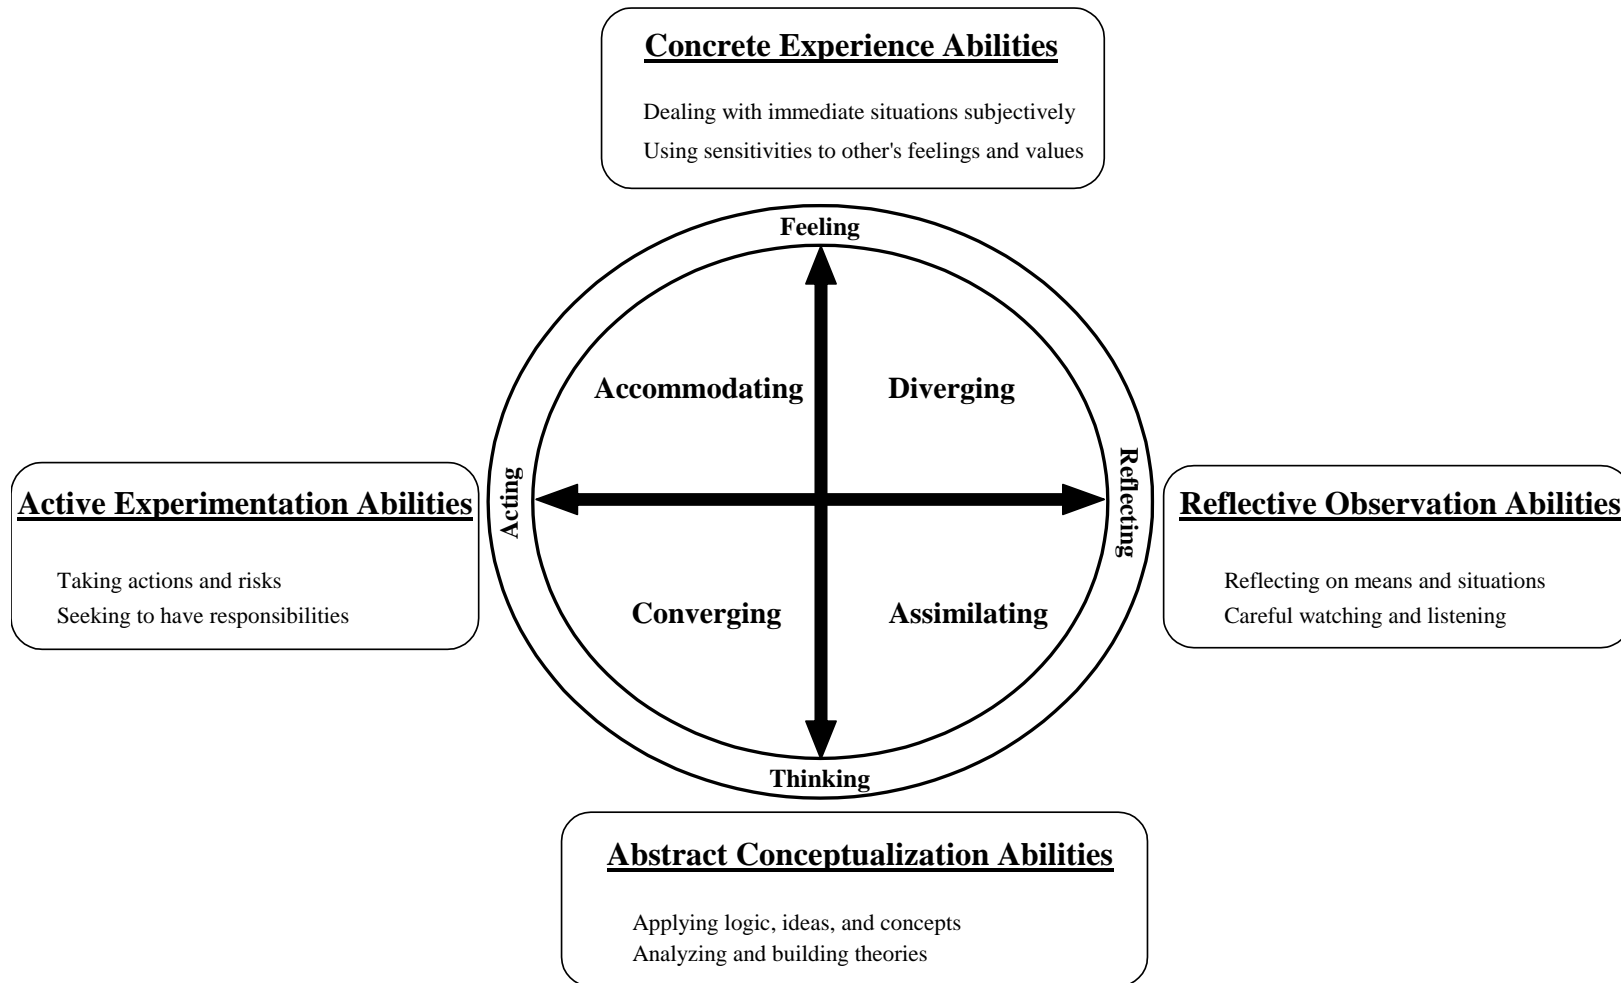 Concrete Experience Abilities
Dealing with immediate situations subjectively
Using sensitivities to other's feelings and values
Feeling
Accommodating
Diverging
Acting
Reflecting
Active Experimentation Abilities
Taking actions and risks
Seeking to have responsibilities
Reflective Observation Abilities
Reflecting on means and situations
Careful watching and listening
Converging
Assimilating
Thinking
Abstract Conceptualization Abilities
Applying logic, ideas, and concepts
Analyzing and building theories